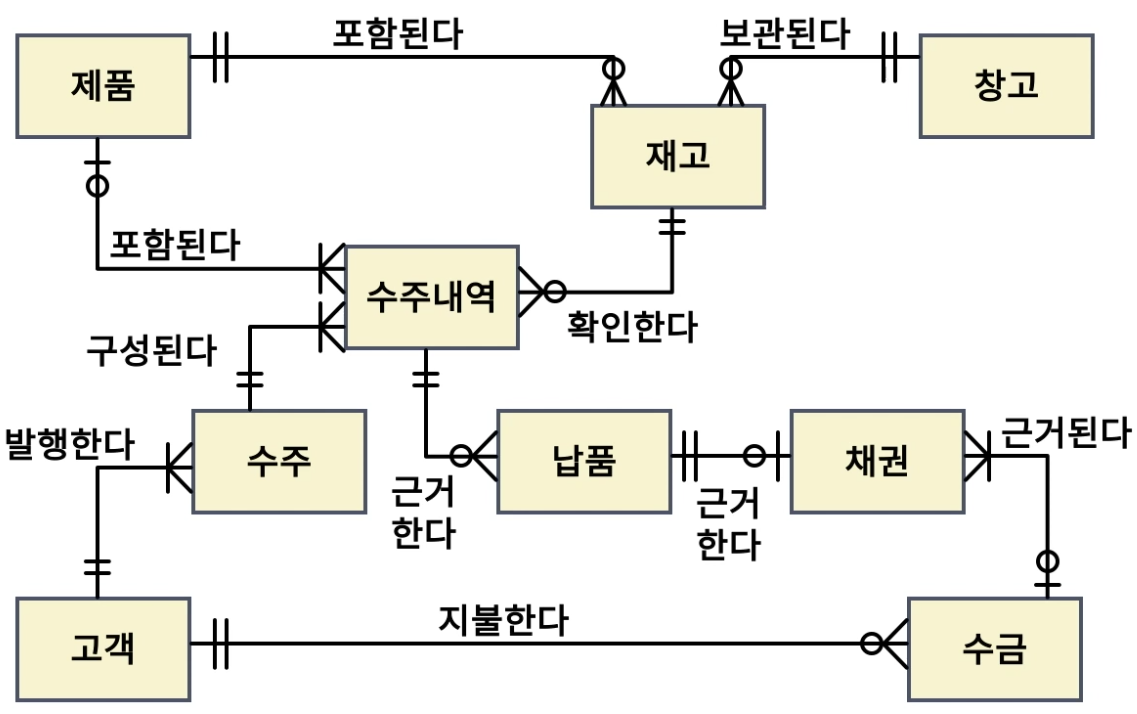 포함된다
보관된다
제품
창고
재고
포함된다
수주내역
확인한다
구성된다
발행한다
수주
납품
채권
근거된다
근거
한다
근거
한다
고객
지불한다
수금